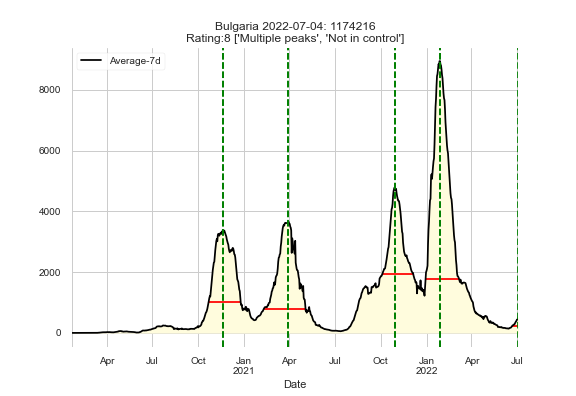 Bulgaria 2022-07-04: 1174216
Rating:8 ['Multiple peaks', 'Not in control']
Average-7d
8000
6000
4000
2000
0
Apr Jul Oct Jan Apr Jul Oct Jan Apr Jul
2021 2022
Date